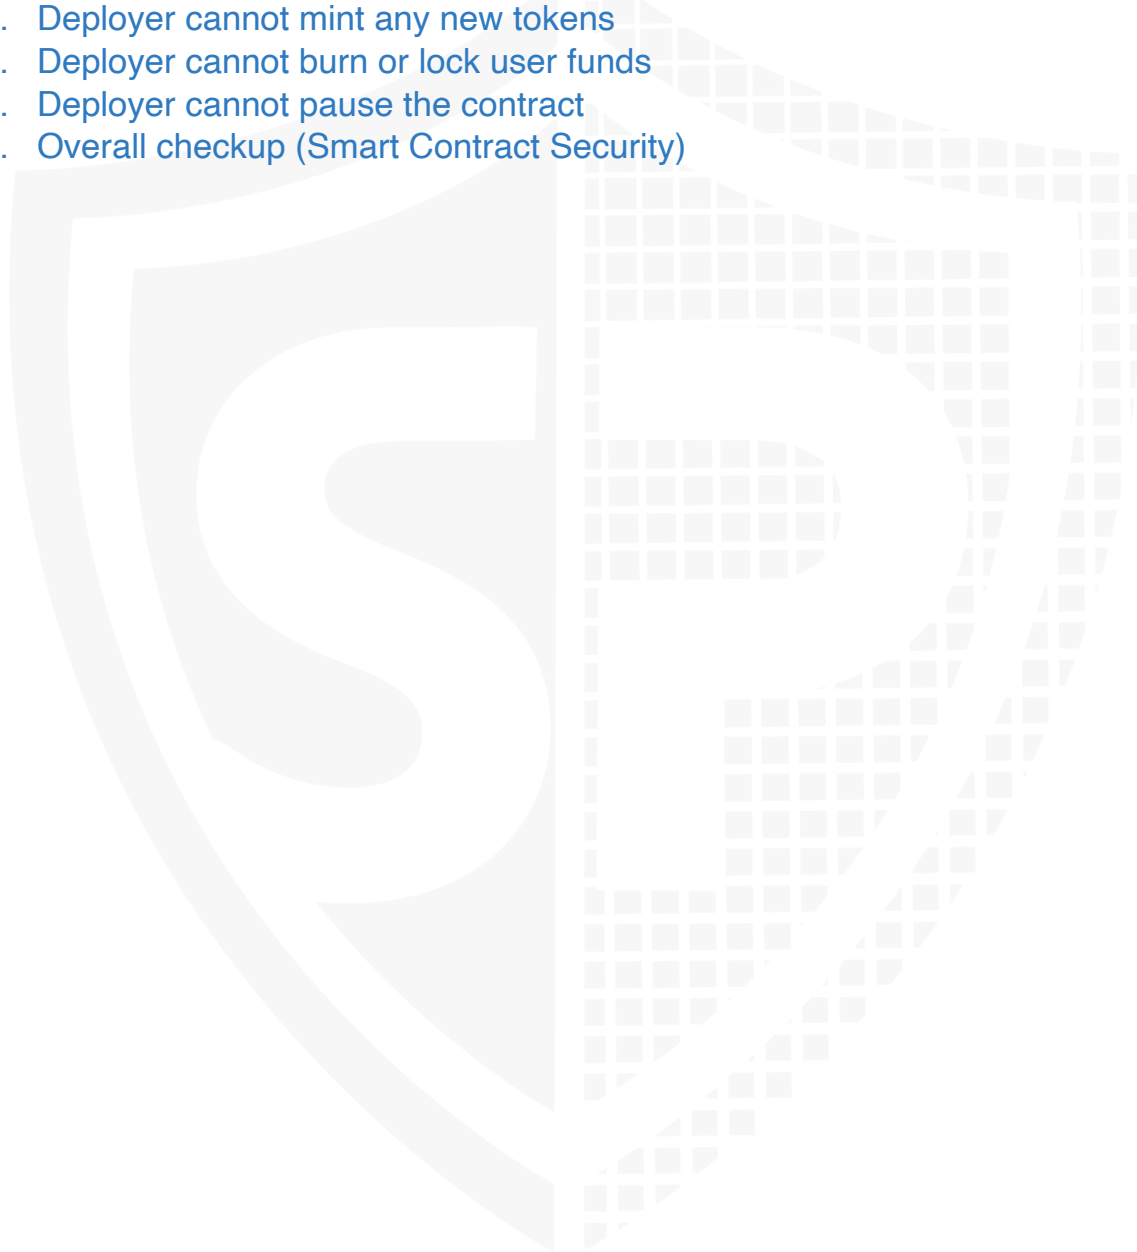 . Deployer cannot mint any new tokens
. Deployer cannot burn or lock user funds
. Deployer cannot pause the contract
. Overall checkup (Smart Contract Security)
SP